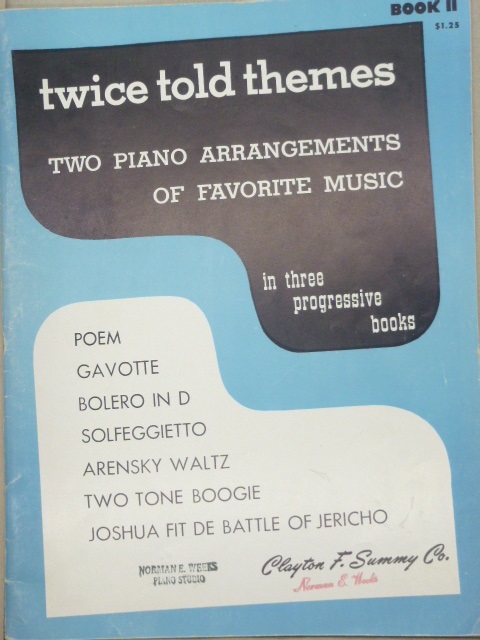 BOOK II
$1.25
twice told themes
TWO PIANO ARRANGEMENTS
OF FAVORITE MUSIC
in three
progressive
books
POEM
GAVOTTE
BOLERO IN D
SOLFEGGIETTO
ARENSKY WALTZ
TWO TONE BOOGIE
JOSHUA FIT DE BATTLE OF JERICHO
NORMAN E. WEEKS
PIANO STUDIO
Clayton F. Summy Co.
Norman E. Weeks